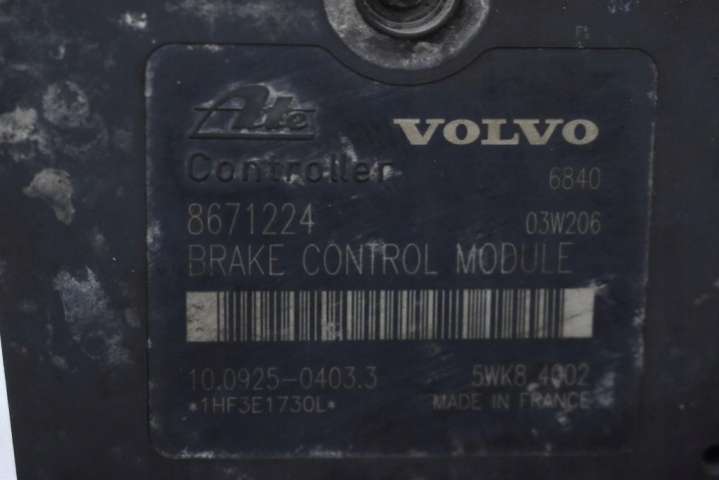 Ate VOLVO
Controller 6840
8671224 03W206
BRAKE CONTROL MODULE
10.0925-0403.3 5WK8 4002
*1HF3E1730L* MADE IN FRANCE